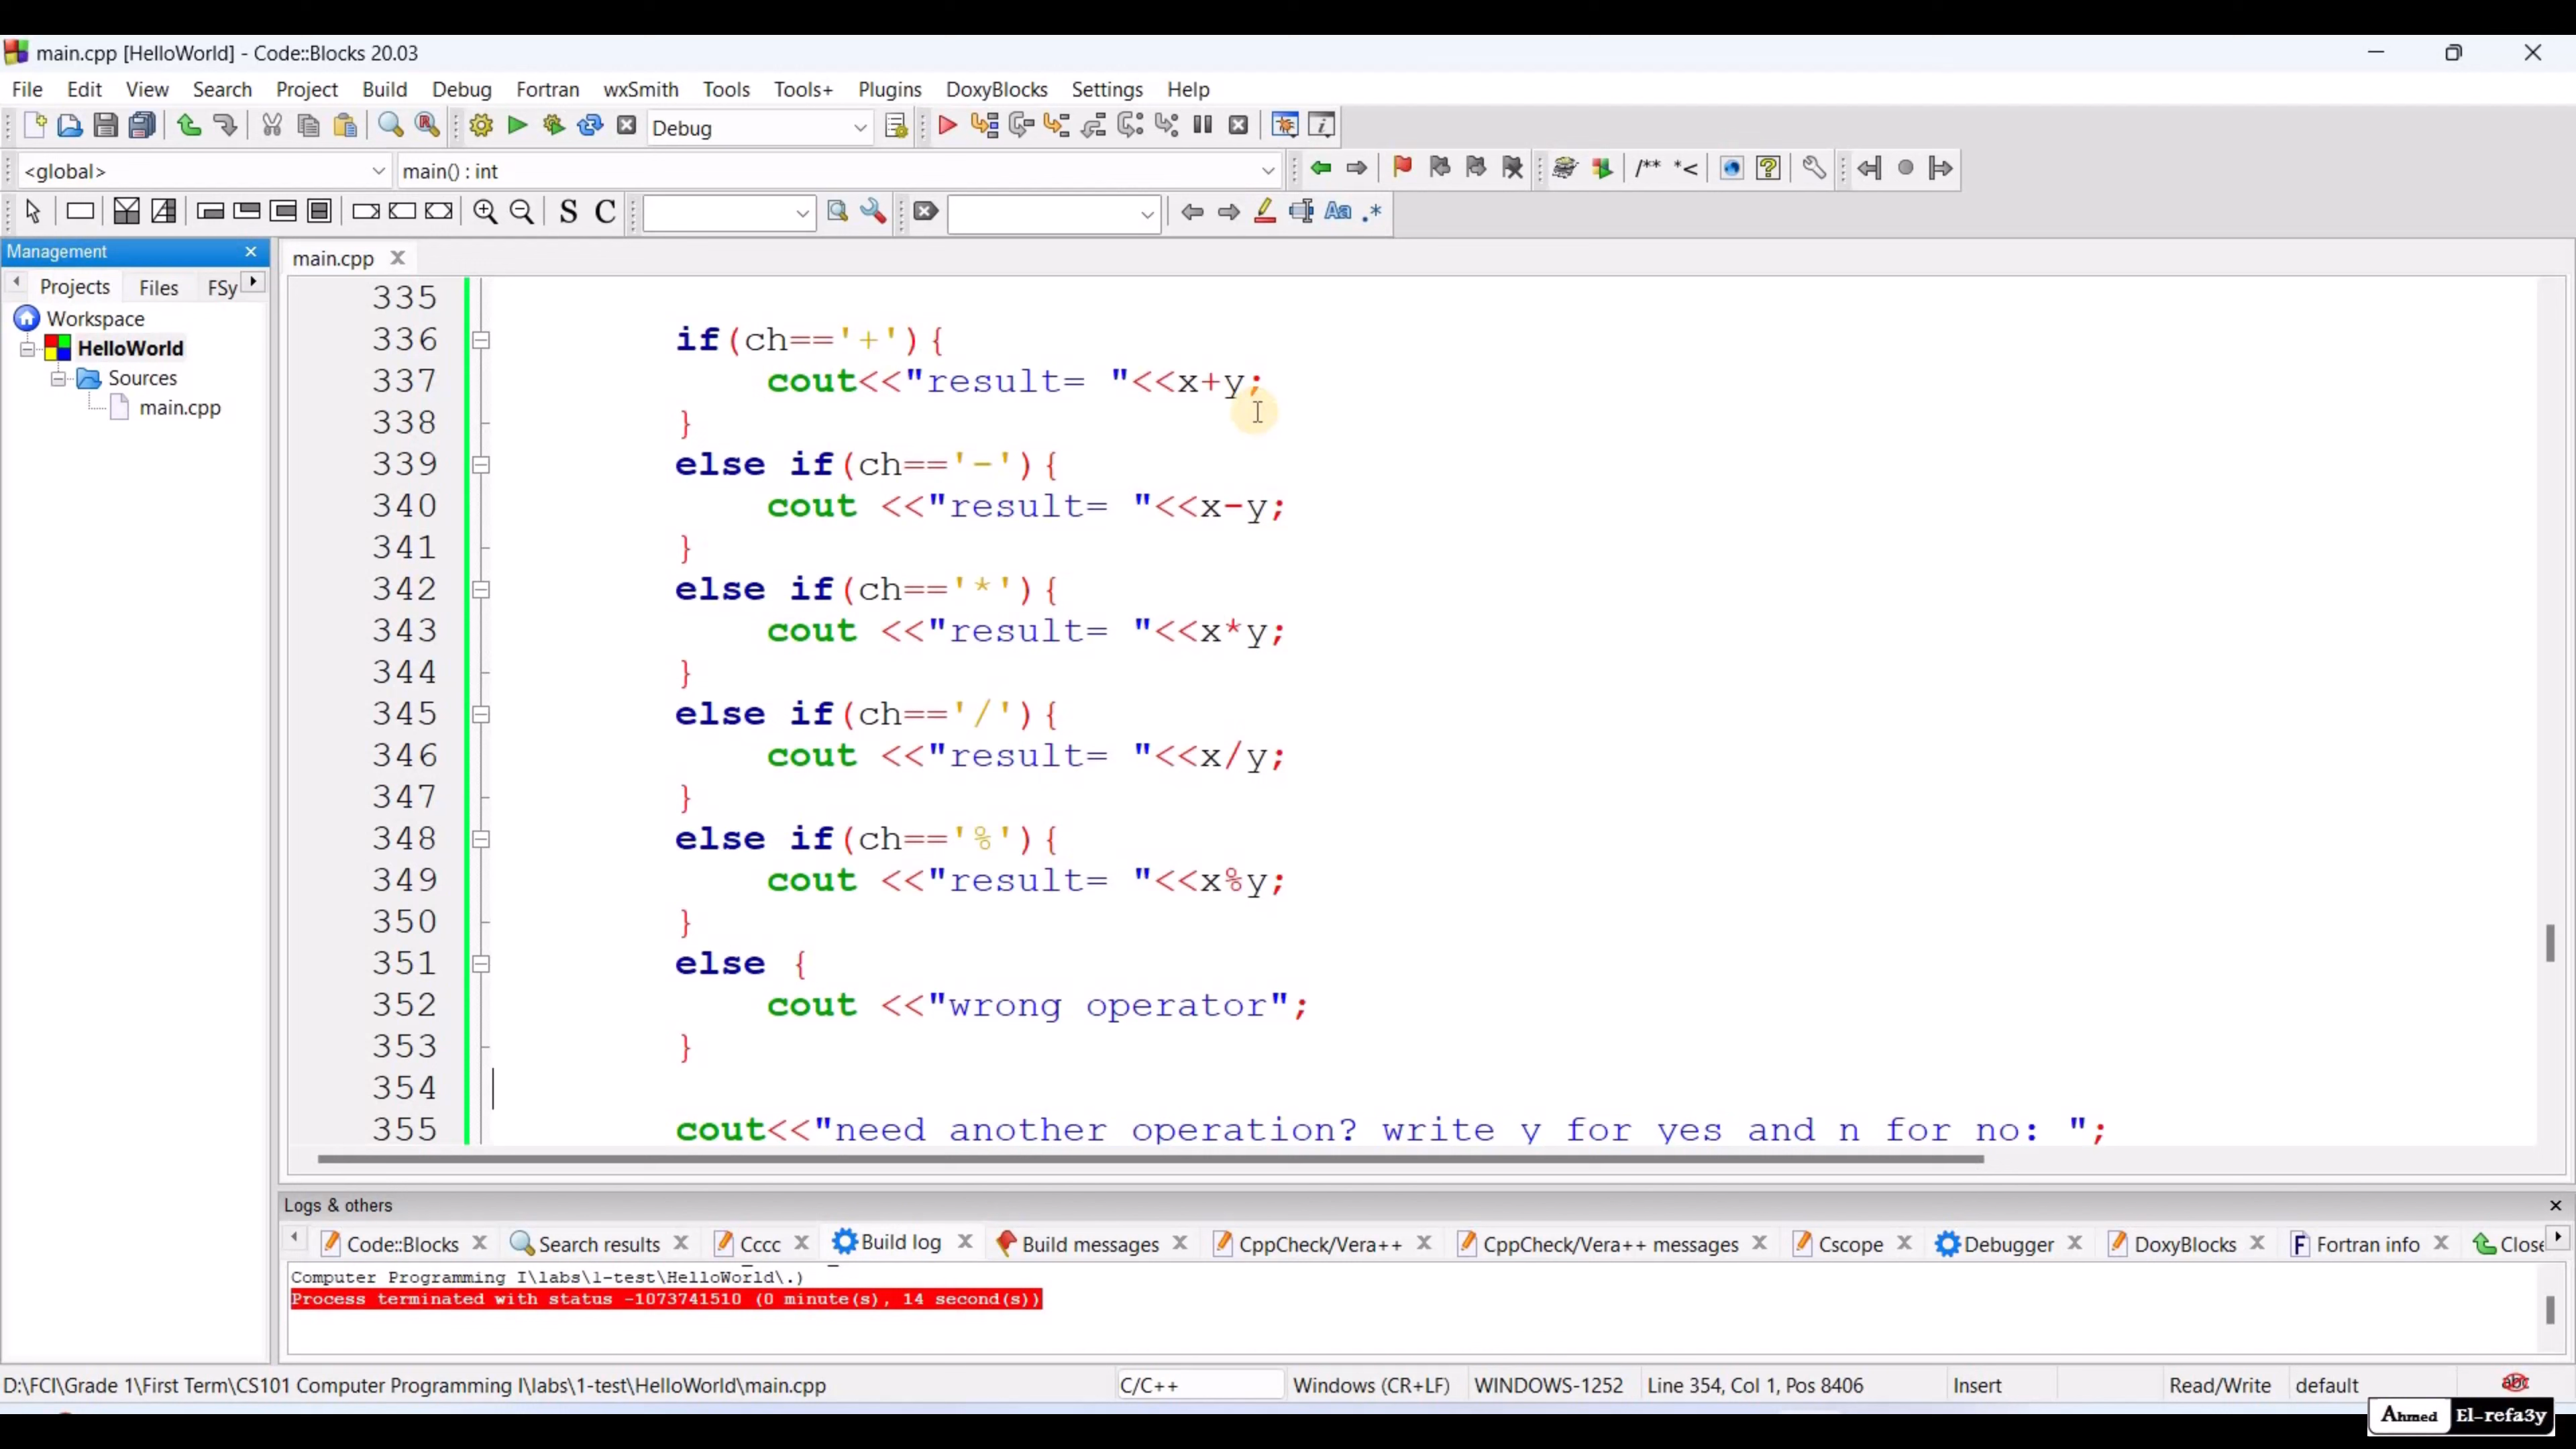 main.cpp [HelloWorld] - Code::Blocks 20.03
File Edit View Search Project Build Debug Fortran wxSmith Tools Tools+ Plugins DoxyBlocks Settings Help
Debug
<global> main() : int /** *<
S C Aa .*
Management
Projects Files FSy
Workspace
HelloWorld
Sources
main.cpp
main.cpp
335
336 if(ch=='+'){
337 cout<<"result= "<<x+y;
338 }
339 else if(ch=='-'){
340 cout <<"result= "<<x-y;
341 }
342 else if(ch=='*'){
343 cout <<"result= "<<x*y;
344 }
345 else if(ch=='/'){
346 cout <<"result= "<<x/y;
347 }
348 else if(ch=='%'){
349 cout <<"result= "<<x%y;
350 }
351 else {
352 cout <<"wrong operator";
353 }
354
355 cout<<"need another operation? write y for yes and n for no: ";
Logs & others
Code::Blocks Search results Cccc Build log Build messages CppCheck/Vera++ CppCheck/Vera++ messages Cscope Debugger DoxyBlocks Fortran info Close
Computer Programming I\labs\1-test\HelloWorld\.)
Process terminated with status -1073741510 (0 minute(s), 14 second(s))
D:\FCI\Grade 1\First Term\CS101 Computer Programming I\labs\1-test\HelloWorld\main.cpp C/C++ Windows (CR+LF) WINDOWS-1252 Line 354, Col 1, Pos 8406 Insert Read/Write default
Ahmed El-refa3y